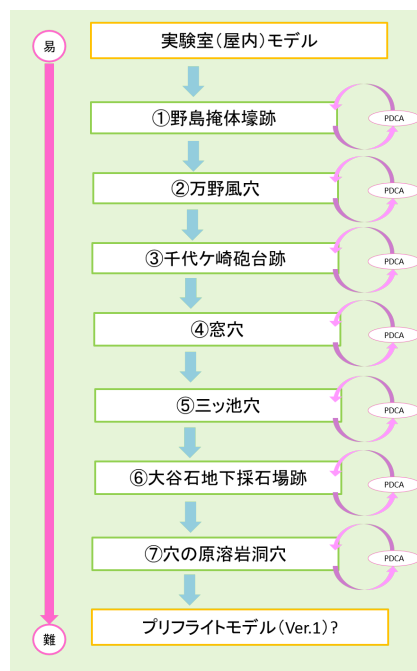 易
実験室（屋内）モデル
①野島掩体壕跡
PDCA
②万野風穴
PDCA
③千代ケ崎砲台跡
PDCA
④窓穴
PDCA
⑤三ッ池穴
PDCA
⑥大谷石地下採石場跡
PDCA
⑦穴の原溶岩洞穴
PDCA
難
プリフライトモデル（Ver.1）？